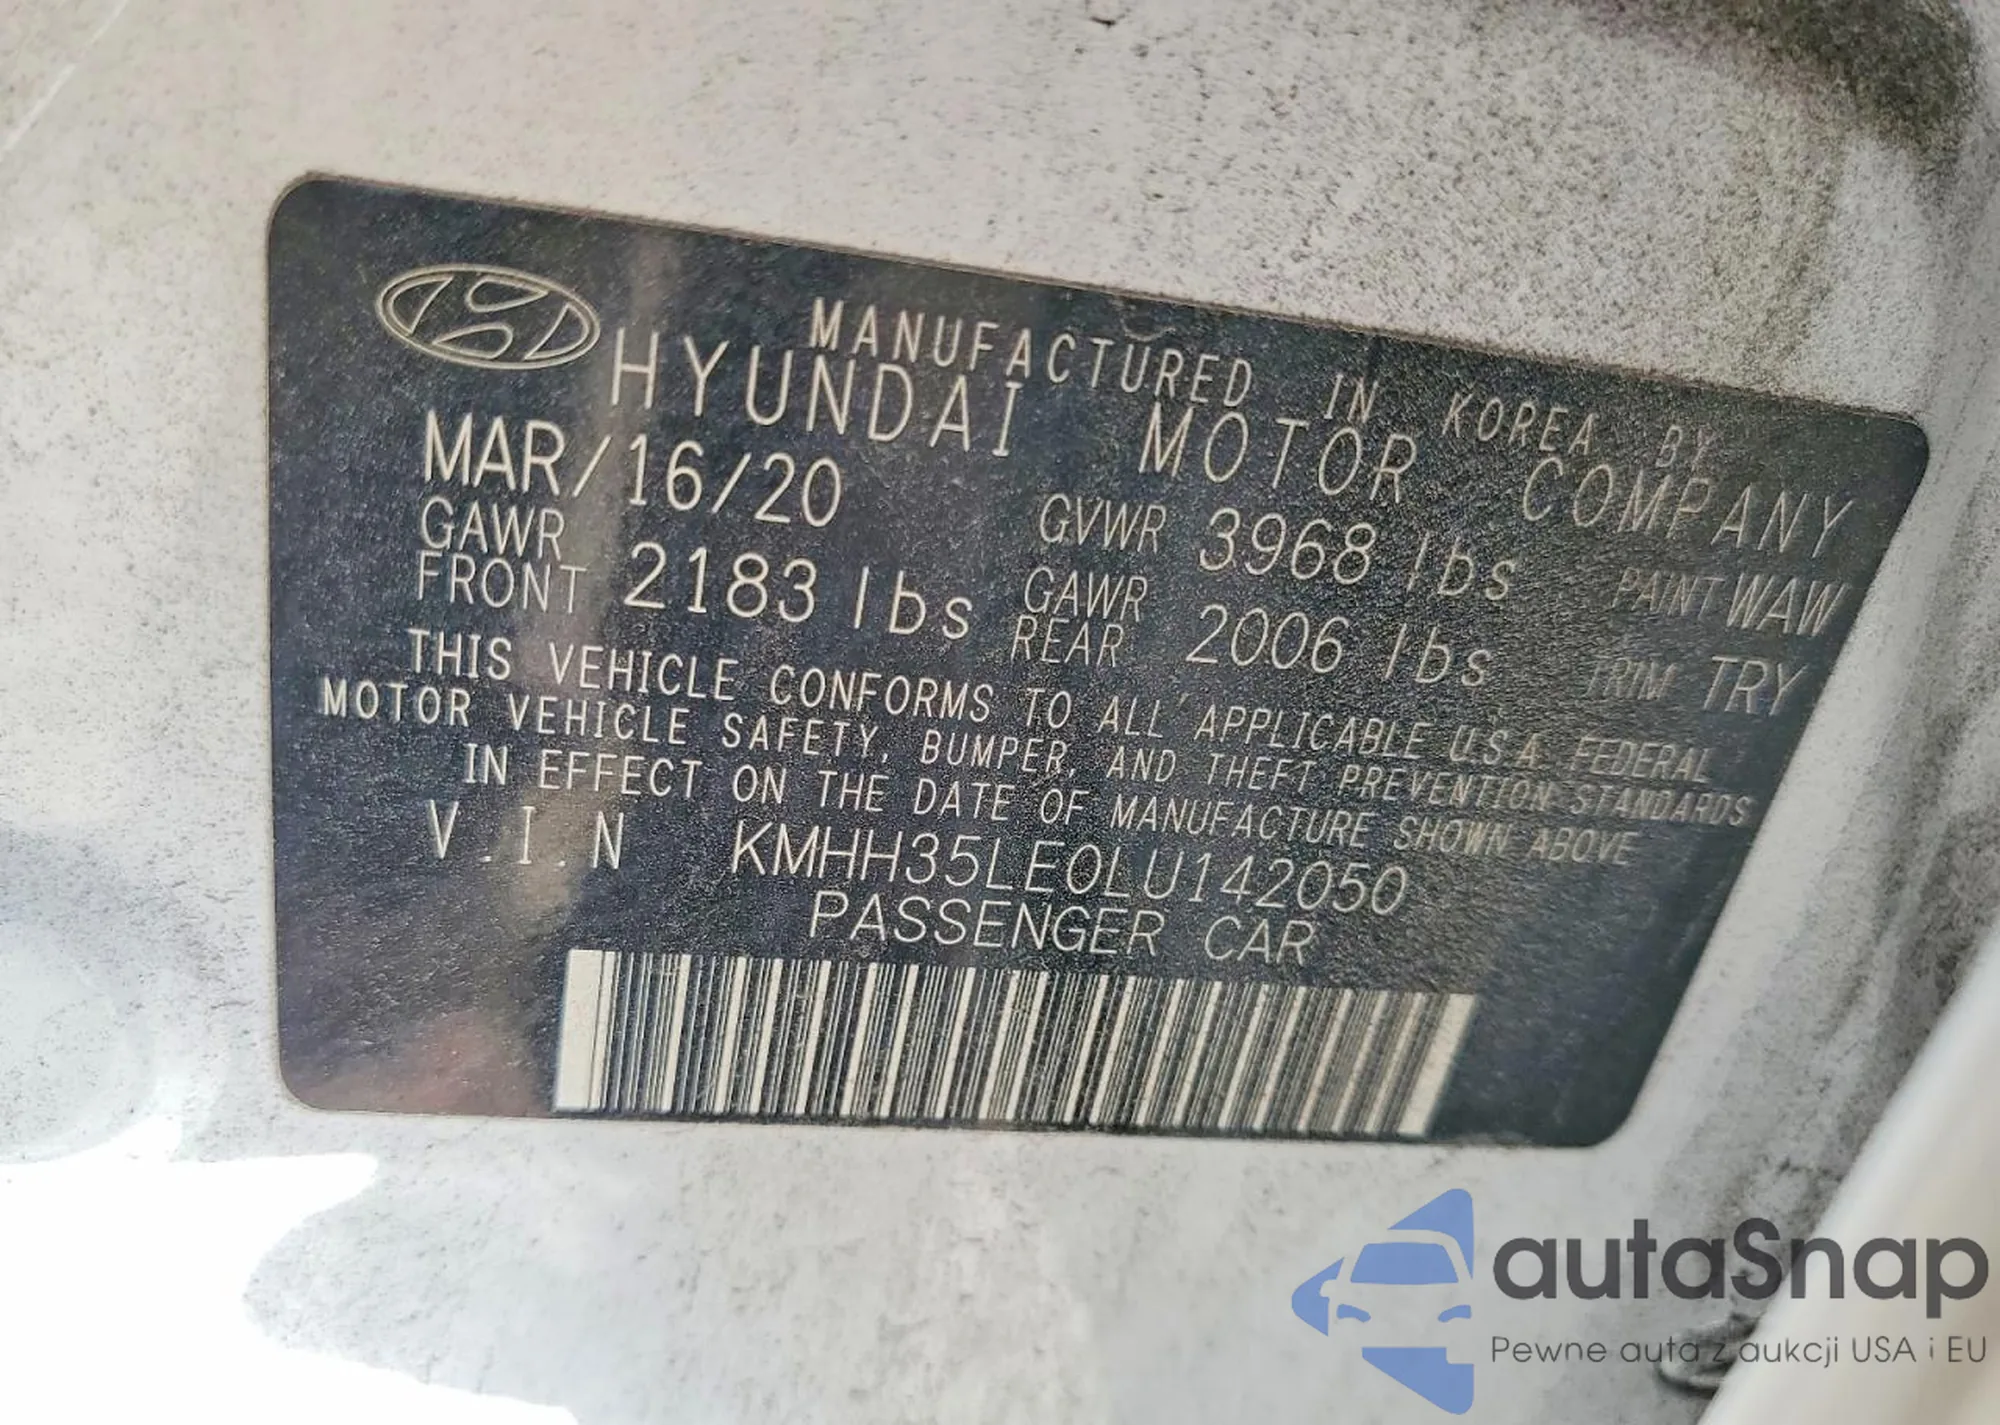 MANUFACTURED IN KOREA BY
HYUNDAI MOTOR COMPANY
MAR/16/20 GVWR 3968 lbs PAINT WAW
GAWR FRONT 2183 lbs GAWR REAR 2006 lbs TRIM TRY
THIS VEHICLE CONFORMS TO ALL APPLICABLE U.S.A. FEDERAL
MOTOR VEHICLE SAFETY, BUMPER, AND THEFT PREVENTION STANDARDS
IN EFFECT ON THE DATE OF MANUFACTURE SHOWN ABOVE
V.I.N KMHH35LE0LU142050
PASSENGER CAR
autaSnap
Pewne auta z aukcji USA i EU